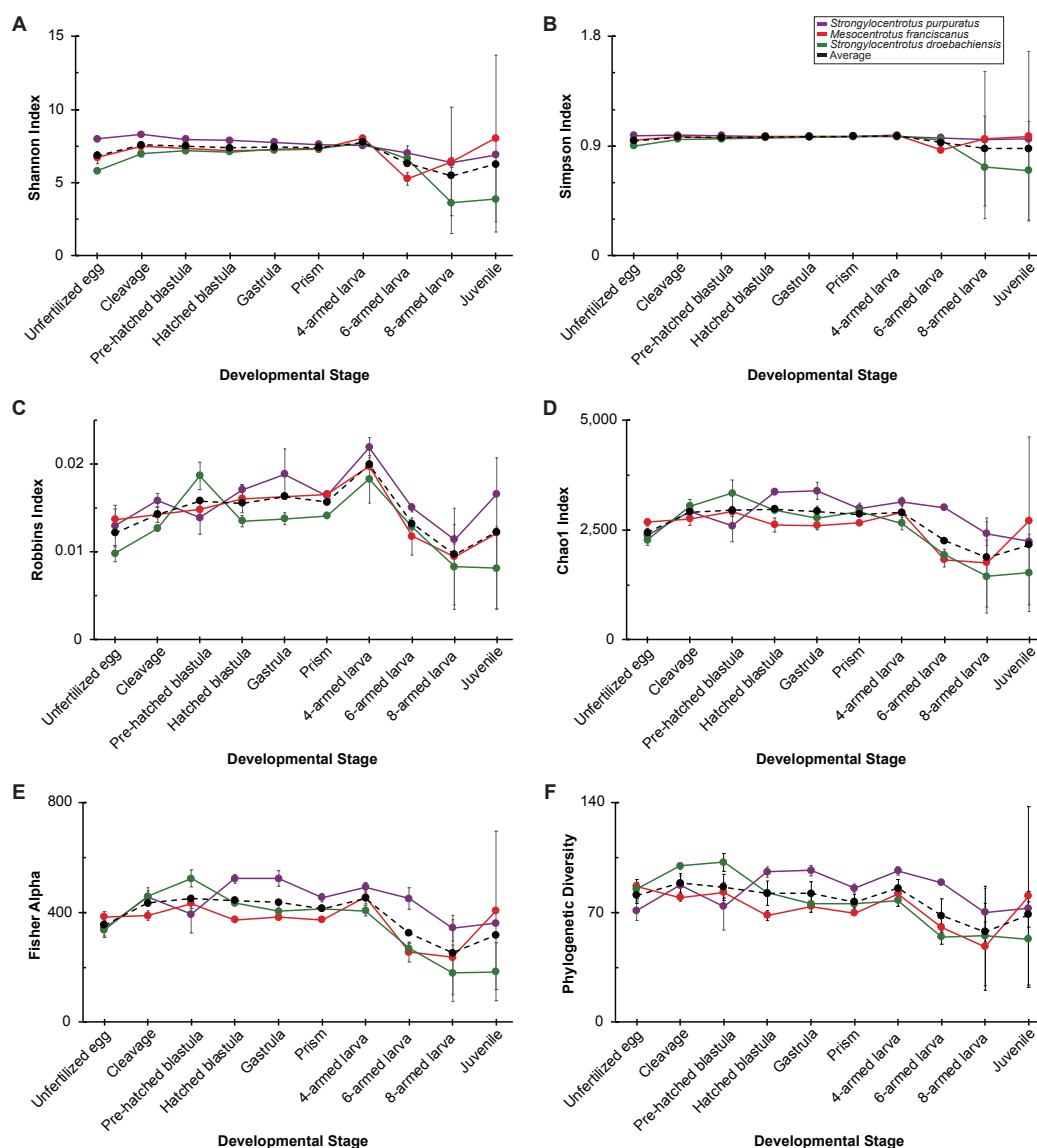 A
15
10
5
0
Shannon Index
Unfertilized egg
Cleavage
Pre-hatched blastula
Hatched blastula
Gastrula
Prism
4-armed larva
6-armed larva
8-armed larva
Juvenile
Developmental Stage
B
1.8
0.9
0
Simpson Index
Strongylocentrotus purpuratus
Mesocentrotus franciscanus
Strongylocentrotus droebachiensis
Average
Unfertilized egg
Cleavage
Pre-hatched blastula
Hatched blastula
Gastrula
Prism
4-armed larva
6-armed larva
8-armed larva
Juvenile
Developmental Stage
C
0.02
0.01
0
Robbins Index
Unfertilized egg
Cleavage
Pre-hatched blastula
Hatched blastula
Gastrula
Prism
4-armed larva
6-armed larva
8-armed larva
Juvenile
Developmental Stage
D
5,000
2,500
0
Chao1 Index
Unfertilized egg
Cleavage
Pre-hatched blastula
Hatched blastula
Gastrula
Prism
4-armed larva
6-armed larva
8-armed larva
Juvenile
Developmental Stage
E
800
400
0
Fisher Alpha
Unfertilized egg
Cleavage
Pre-hatched blastula
Hatched blastula
Gastrula
Prism
4-armed larva
6-armed larva
8-armed larva
Juvenile
Developmental Stage
F
140
70
0
Phylogenetic Diversity
Unfertilized egg
Cleavage
Pre-hatched blastula
Hatched blastula
Gastrula
Prism
4-armed larva
6-armed larva
8-armed larva
Juvenile
Developmental Stage